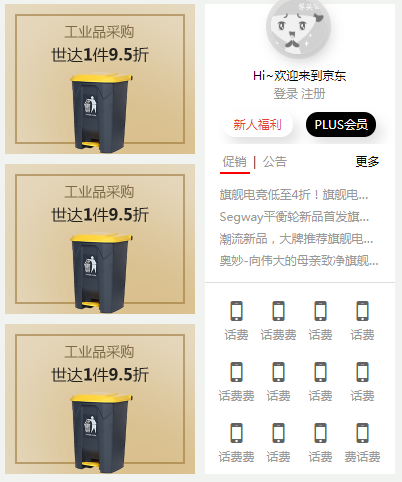 工业品采购
世达1件9.5折
工业品采购
世达1件9.5折
工业品采购
世达1件9.5折
Hi~欢迎来到京东
登录 注册
新人福利 PLUS会员
促销 | 公告 更多
旗舰电竞低至4折！旗舰电...
Segway平衡轮新品首发旗...
潮流新品，大牌推荐旗舰电...
奥妙-向伟大的母亲致净旗舰...
话费 话费费 话费 话费
话费费 话费 话费 话费
话费费 话费 话费 费话费